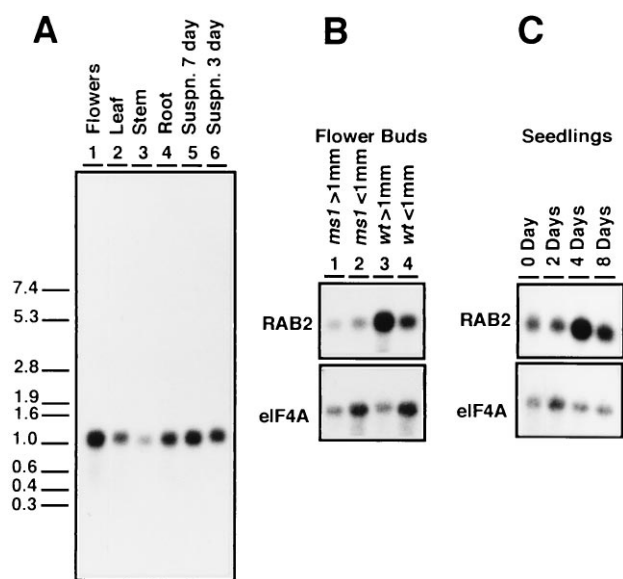 A
Flowers
Leaf
Stem
Root
Suspn. 7 day
Suspn. 3 day
1 2 3 4 5 6
7.4
5.3
2.8
1.9
1.6
1.0
0.6
0.4
0.3
B
Flower Buds
ms1 >1mm
ms1 <1mm
wt >1mm
wt <1mm
1 2 3 4
RAB2
eIF4A
C
Seedlings
0 Day
2 Days
4 Days
8 Days
RAB2
eIF4A